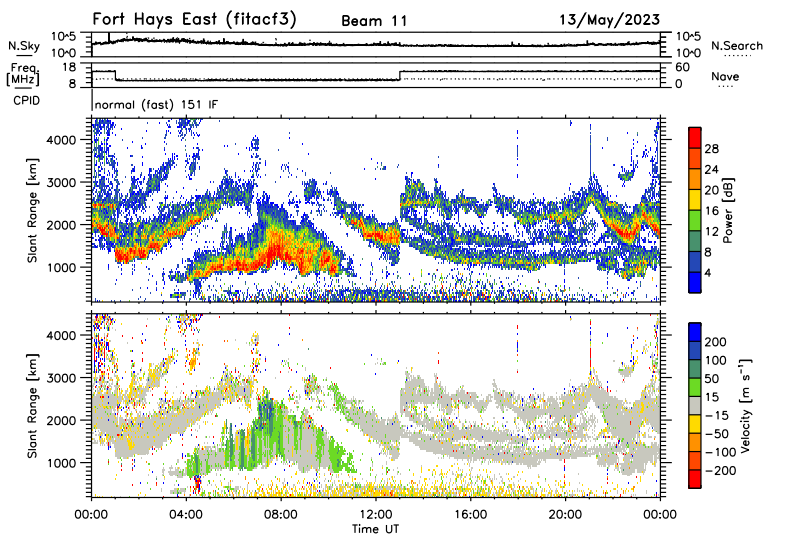 Fort Hays East (fitacf3) Beam 11 13/May/2023
N.Sky 10^5 10^0 10^5 10^0 N.Search
Freq. [MHz] 18 8 60 0 Nave
CPID normal (fast) 151 IF
Slant Range [km] 4000 3000 2000 1000
Power [dB] 28 24 20 16 12 8 4
Slant Range [km] 4000 3000 2000 1000
Velocity [m s⁻¹] 200 100 50 15 −15 −50 −100 −200
00:00 04:00 08:00 12:00 16:00 20:00 00:00
Time UT